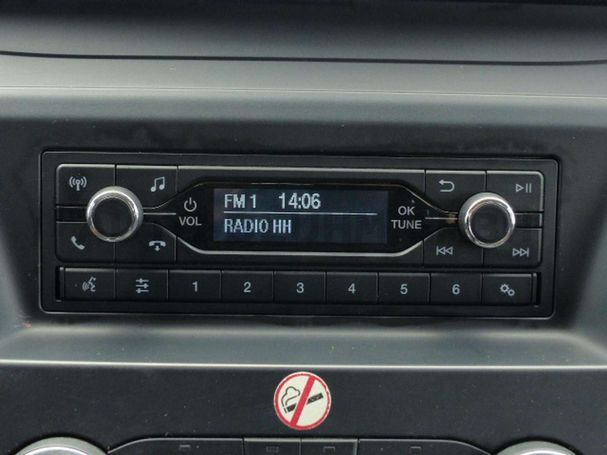 FM 1 14:06
RADIO HH
VOL
OK
TUNE
1 2 3 4 5 6